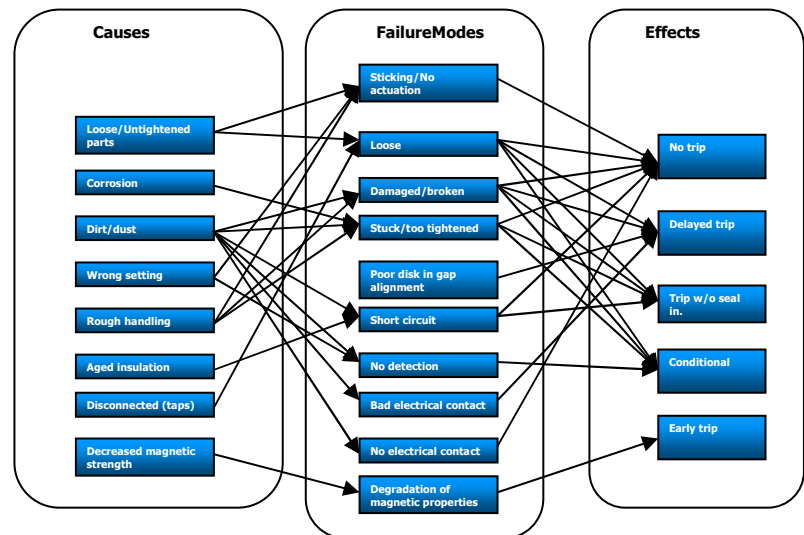 Causes
Loose/Untightened
parts
Corrosion
Dirt/dust
Wrong setting
Rough handling
Aged insulation
Disconnected (taps)
Decreased magnetic
strength
FailureModes
Sticking/No
actuation
Loose
Damaged/broken
Stuck/too tightened
Poor disk in gap
alignment
Short circuit
No detection
Bad electrical contact
No electrical contact
Degradation of
magnetic properties
Effects
No trip
Delayed trip
Trip w/o seal
in.
Conditional
Early trip